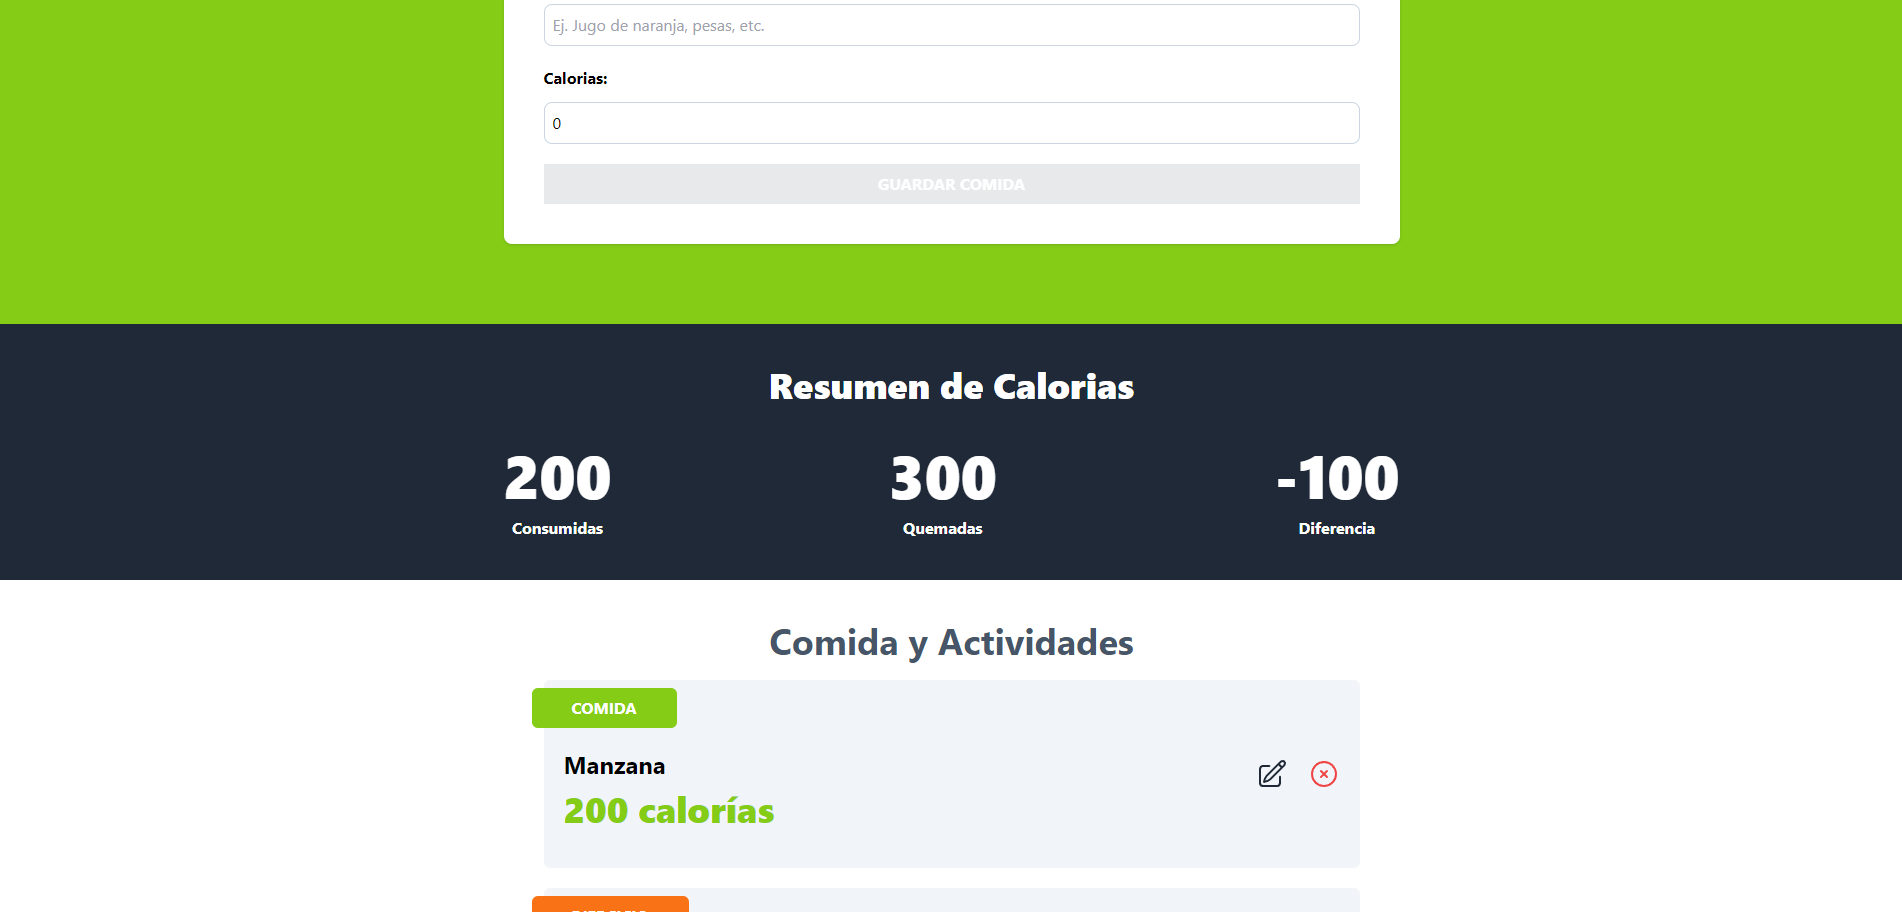 Ej. Jugo de naranja, pesas, etc.
Calorias:
0
GUARDAR COMIDA
Resumen de Calorias
200 300 -100
Consumidas Quemadas Diferencia
Comida y Actividades
COMIDA
Manzana
200 calorías